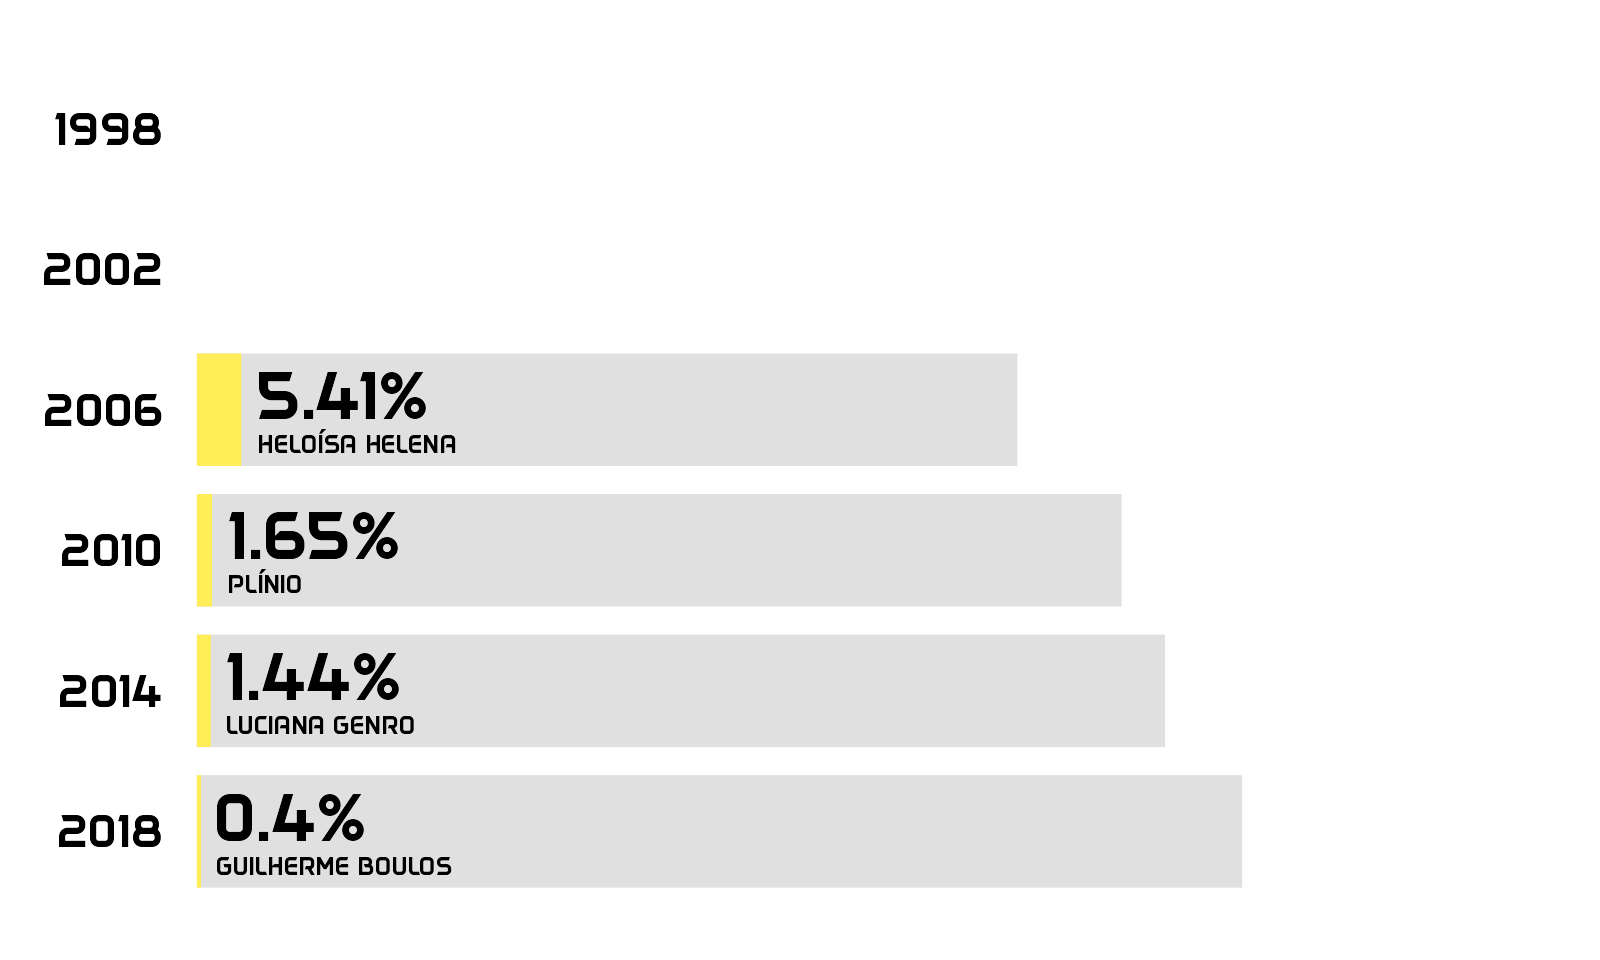 1998
2002
2006
5.41%
HELOÍSA HELENA
2010
1.65%
PLÍNIO
2014
1.44%
LUCIANA GENRO
2018
0.4%
GUILHERME BOULOS